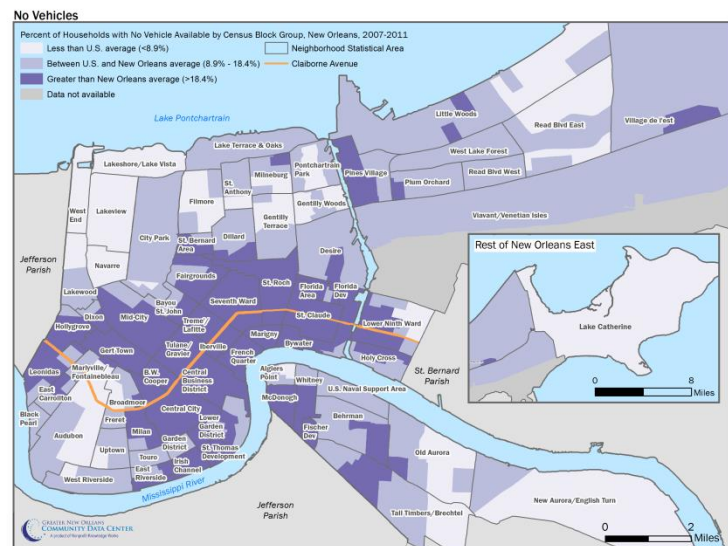 No Vehicles
Percent of Households with No Vehicle Available by Census Block Group, New Orleans, 2007-2011
Less than U.S. average (<8.9%)
Neighborhood Statistical Area
Between U.S. and New Orleans average (8.9% - 18.4%)
Claiborne Avenue
Greater than New Orleans average (>18.4%)
Data not available
Lake Pontchartrain
Little Woods
Read Blvd East
Village de l'est
Lake Terrace & Oaks
West Lake Forest
Lakeshore/Lake Vista
Pontchartrain
Park
Milneburg
Pines Village
Read Blvd West
Plum Orchard
St.
Anthony
Filmore
Gentilly Woods
West
End
Lakeview
Gentilly
Terrace
Viavant/Venetian Isles
City Park
St. Bernard
Area
Dillard
Rest of New Orleans East
Desire
Jefferson
Parish
Navarre
Fairgrounds
St. Roch
Florida
Area
Florida
Dev
Lakewood
Bayou
St. John
Seventh Ward
Lake Catherine
Dixon
Mid-City
Treme'/
Lafitte
St. Claude
Lower Ninth Ward
Hollygrove
Marigny
Bywater
Tulane/
Gravier
Iberville
French
Quarter
Holy Cross
Gert Town
St. Bernard
Parish
Leonidas
Marlyville/
Fontainebleau
B.W.
Cooper
Central
Business
District
Algiers
Point
Whitney
U.S. Naval Support Area
0
8
Miles
East
Carrollton
Broadmoor
McDonogh
Black
Pearl
Freret
Central City
Behrman
Audubon
Milan
Lower
Garden
District
Fischer
Dev
Garden
District
Old Aurora
Uptown
Touro
St. Thomas
Development
Irish
Channel
East
Riverside
West Riverside
Mississippi River
New Aurora/English Turn
Jefferson
Parish
Tall Timbers/Brechtel
GREATER NEW ORLEANS
COMMUNITY DATA CENTER
A product of Nonprofit Knowledge Works
0
2
Miles